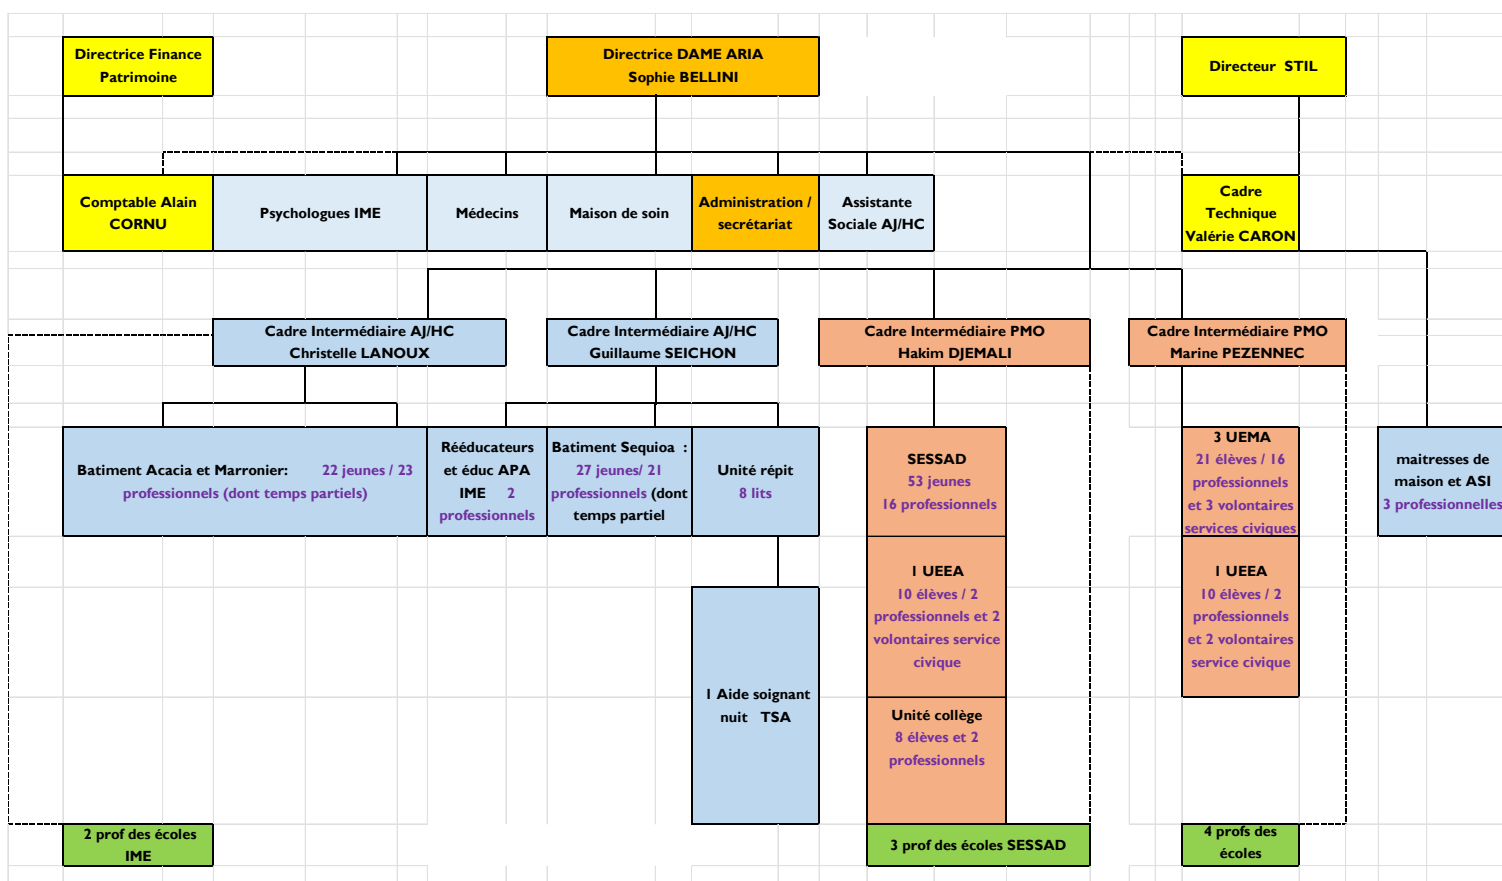 Directrice Finance
Patrimoine
Directrice DAME ARIA
Sophie BELLINI
Directeur STIL
Comptable Alain
CORNU
Psychologues IME
Médecins
Maison de soin
Administration /
secrétariat
Assistante
Sociale AJ/HC
Cadre
Technique
Valérie CARON
Cadre Intermédiaire AJ/HC
Christelle LANOUX
Cadre Intermédiaire AJ/HC
Guillaume SEICHON
Cadre Intermédiaire PMO
Hakim DJEMALI
Cadre Intermédiaire PMO
Marine PEZENNEC
Batiment Acacia et Marronier: 22 jeunes / 23
professionnels (dont temps partiels)
Rééducateurs
et éduc APA
IME 2
professionnels
Batiment Sequioa :
27 jeunes/ 21
professionnels (dont
temps partiel
Unité répit
8 lits
SESSAD
53 jeunes
16 professionnels
3 UEMA
21 élèves / 16
professionnels
et 3 volontaires
services civiques
maitresses de
maison et ASI
3 professionnelles
1 UEEA
10 élèves / 2
professionnels et 2
volontaires service
civique
1 UEEA
10 élèves / 2
professionnels
et 2 volontaires
service civique
1 Aide soignant
nuit TSA
Unité collège
8 élèves et 2
professionnels
2 prof des écoles
IME
3 prof des écoles SESSAD
4 profs des
écoles